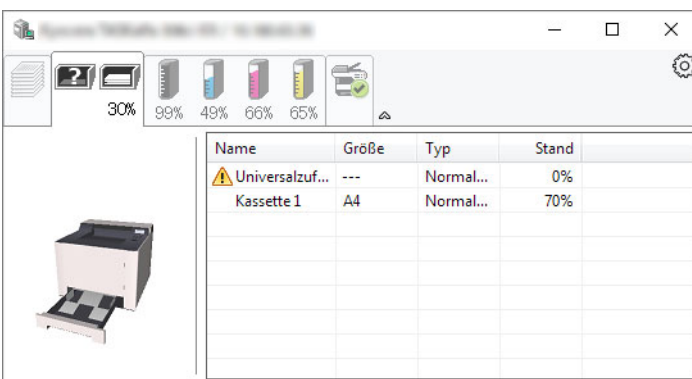 30% 99% 49% 66% 65%
Name Größe Typ Stand
Universalzuf... --- Normal... 0%
Kassette 1 A4 Normal... 70%